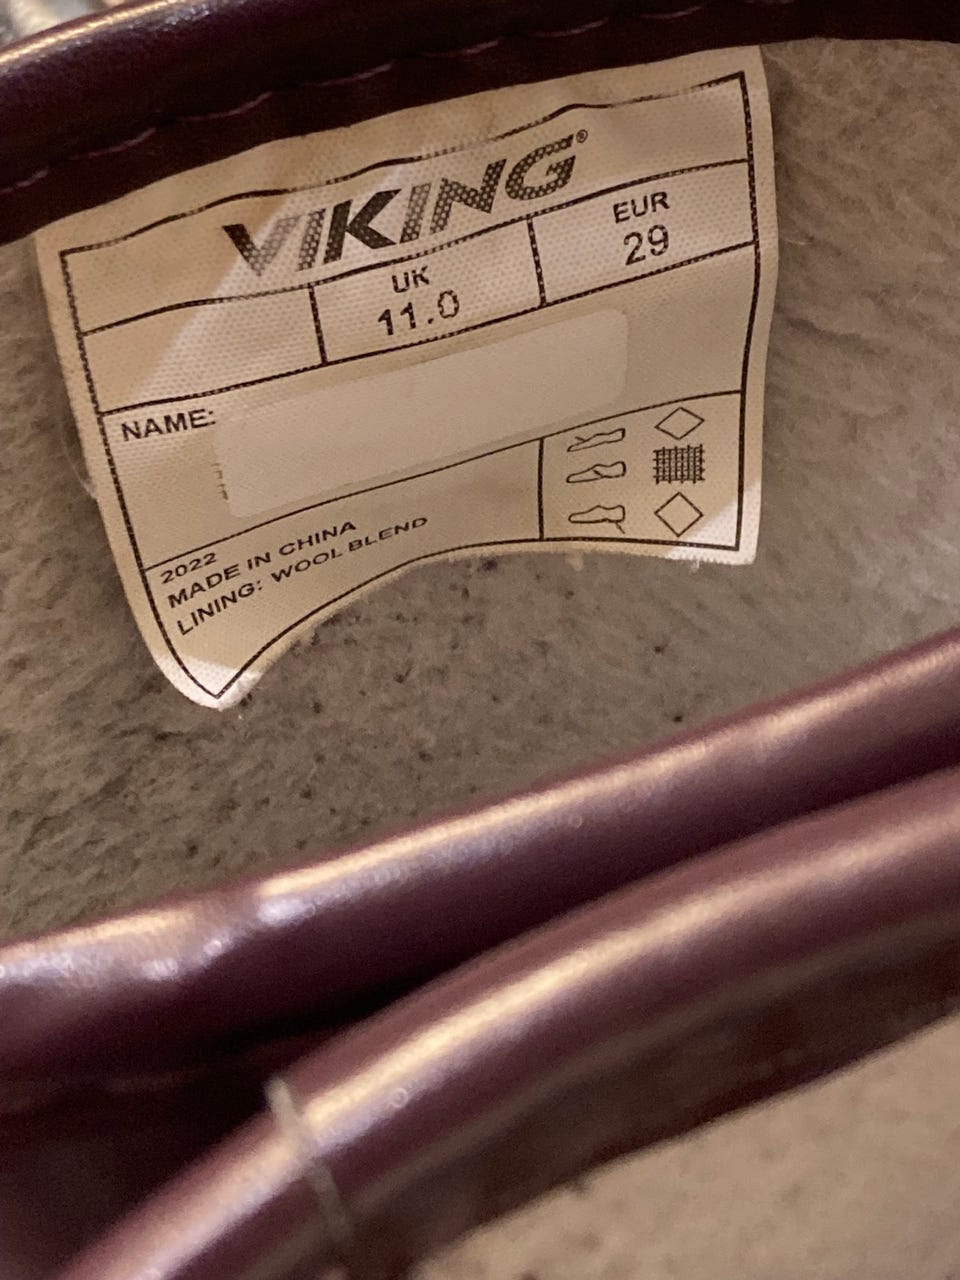 VIKING®
UK EUR
11.0 29
NAME:
2022
MADE IN CHINA
LINING: WOOL BLEND